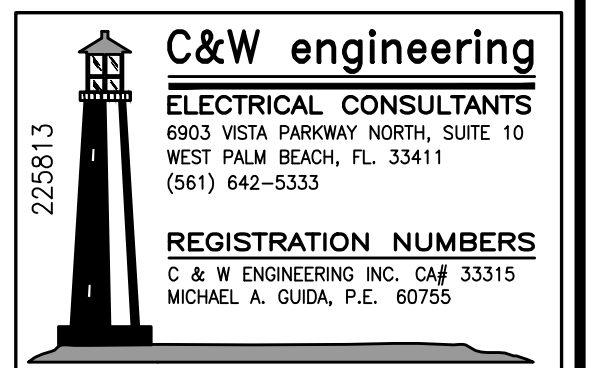 C&W engineering
ELECTRICAL CONSULTANTS
6903 VISTA PARKWAY NORTH, SUITE 10
WEST PALM BEACH, FL. 33411
(561) 642-5333
REGISTRATION NUMBERS
C & W ENGINEERING INC. CA# 33315
MICHAEL A. GUIDA, P.E. 60755
225813